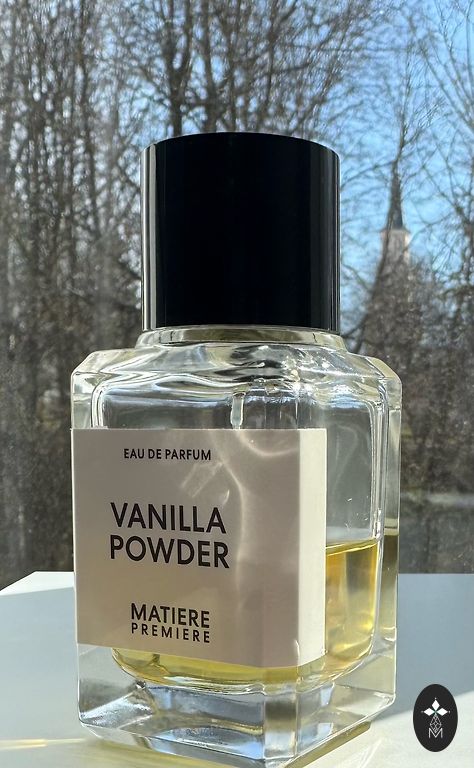 EAU DE PARFUM
VANILLA
POWDER
MATIERE
PREMIERE